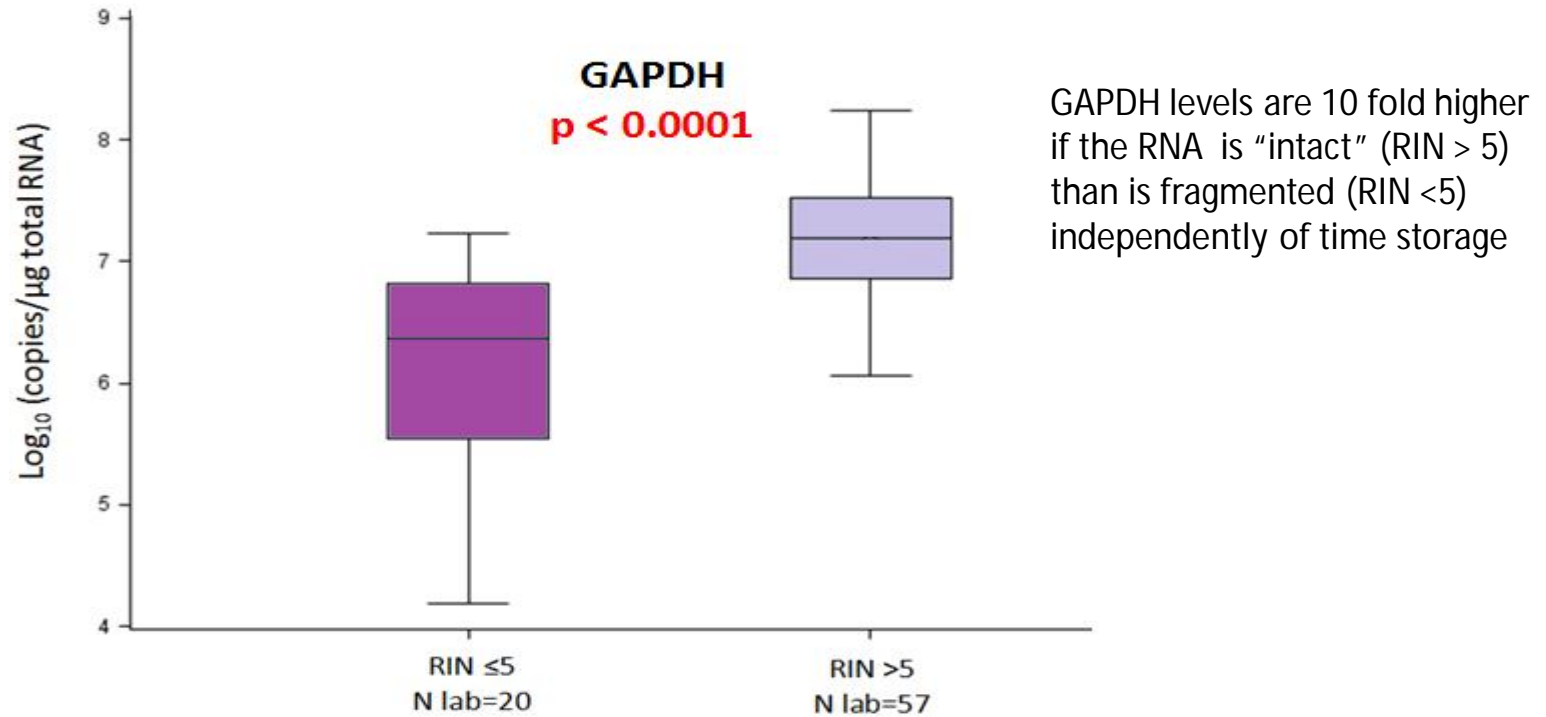 9
GAPDH
p < 0.0001
8
7
6
5
4
Log₁₀ (copies/µg total RNA)
RIN ≤5
N lab=20
RIN >5
N lab=57
GAPDH levels are 10 fold higher
if the RNA is “intact” (RIN > 5)
than is fragmented (RIN <5)
independently of time storage